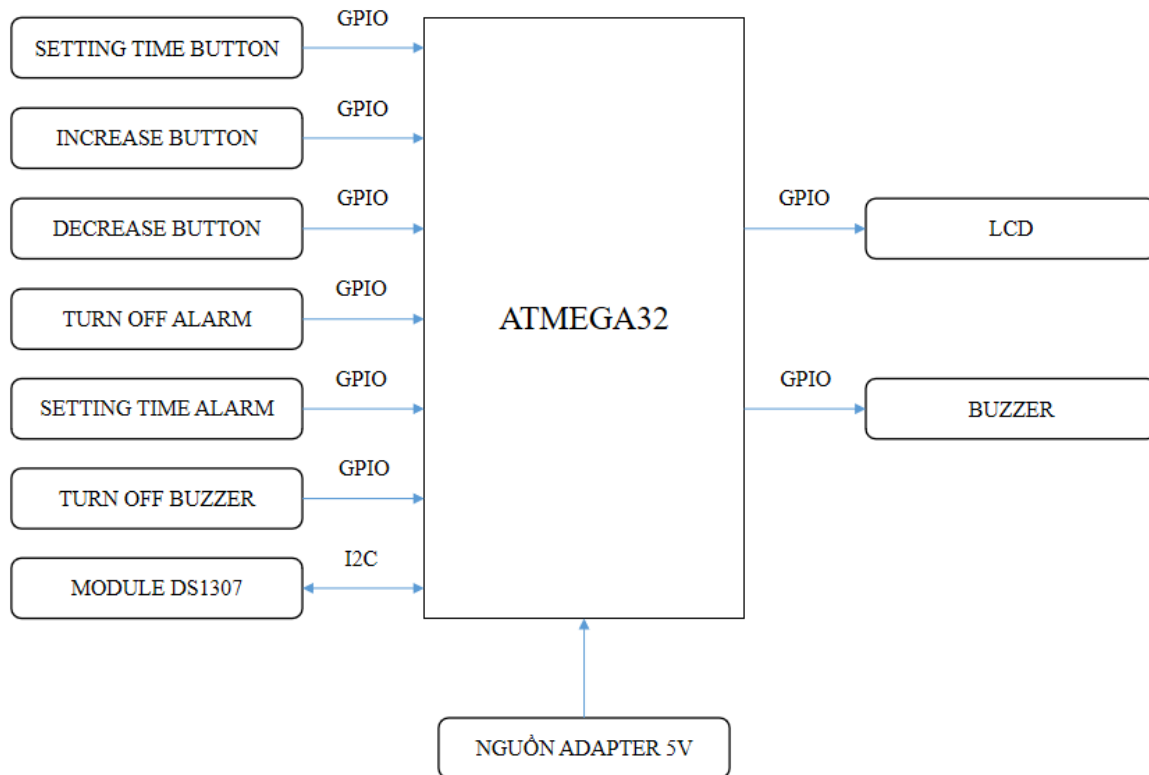 SETTING TIME BUTTON
GPIO
INCREASE BUTTON
GPIO
DECREASE BUTTON
GPIO
TURN OFF ALARM
GPIO
SETTING TIME ALARM
GPIO
TURN OFF BUZZER
GPIO
MODULE DS1307
I2C
ATMEGA32
GPIO
LCD
GPIO
BUZZER
NGUỒN ADAPTER 5V